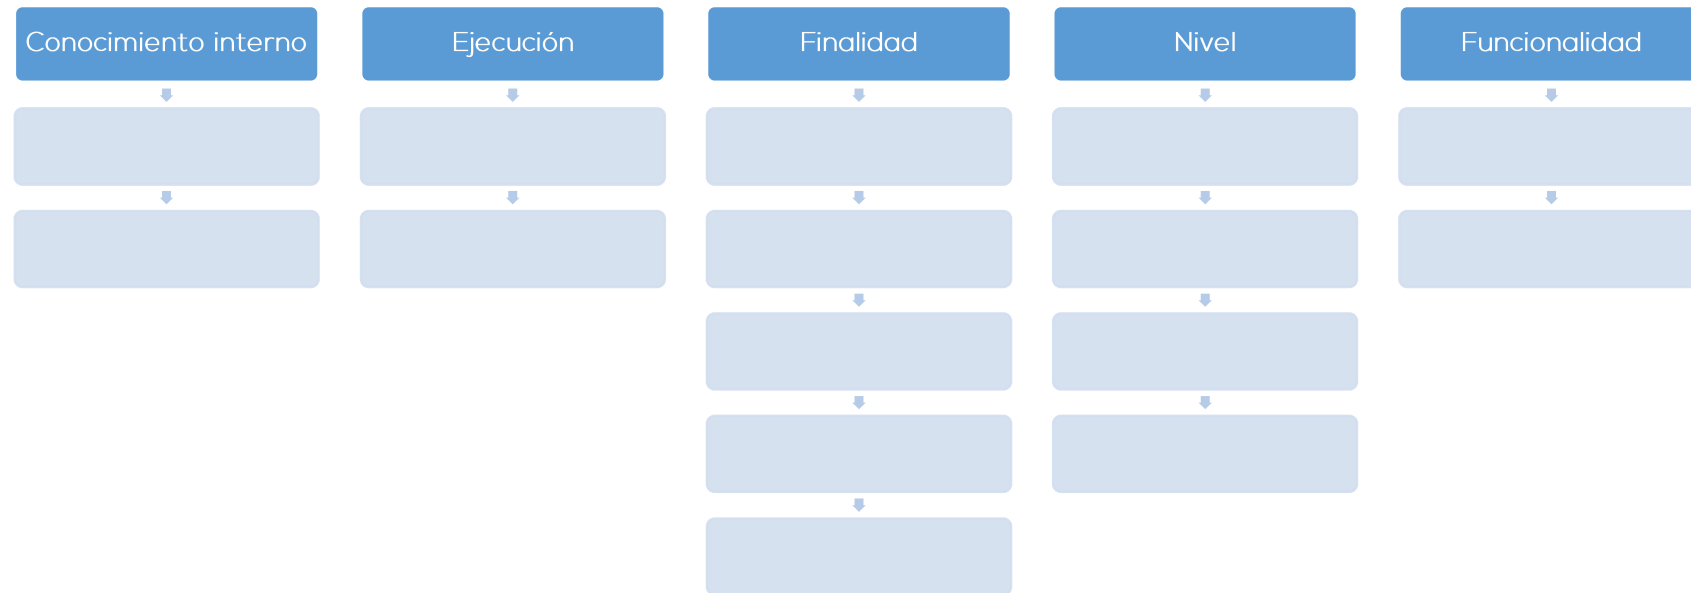 Conocimiento interno
Ejecución
Finalidad
Nivel
Funcionalidad